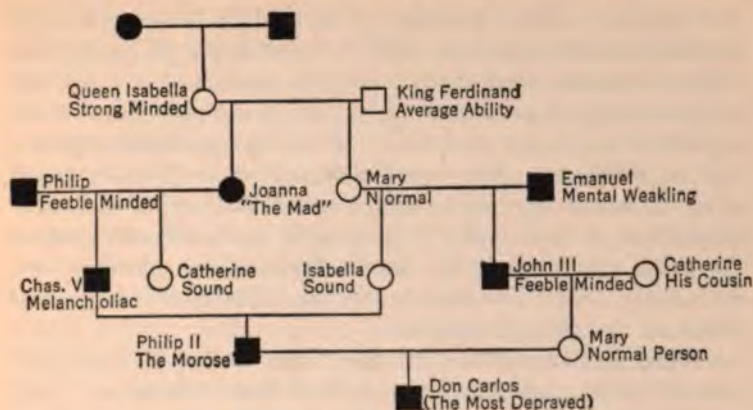 Queen Isabella
Strong Minded
King Ferdinand
Average Ability
Philip
Feeble Minded
Joanna
"The Mad"
Mary
Normal
Emanuel
Mental Weakling
Chas. V
Melancholiac
Catherine
Sound
Isabella
Sound
John III
Feeble Minded
Catherine
His Cousin
Philip II
The Morose
Mary
Normal Person
Don Carlos
(The Most Depraved)